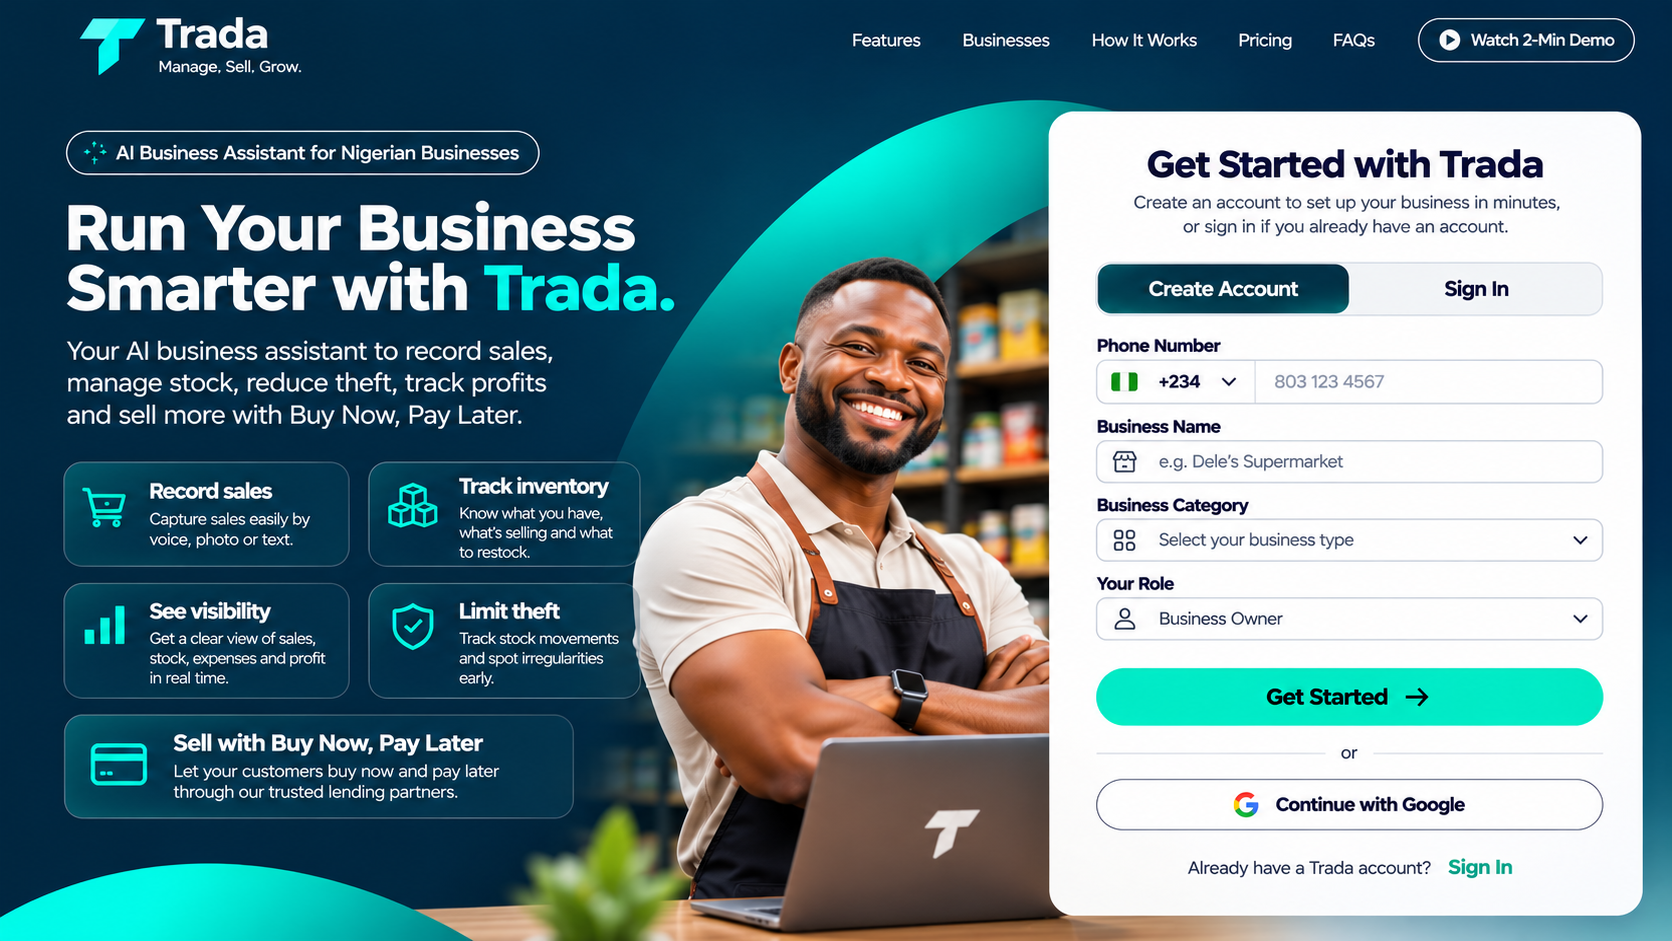 Trada
Manage. Sell. Grow.
Features
Businesses
How It Works
Pricing
FAQs
Watch 2-Min Demo
AI Business Assistant for Nigerian Businesses
Run Your Business
Smarter with Trada.
Your AI business assistant to record sales,
manage stock, reduce theft, track profits
and sell more with Buy Now, Pay Later.
Record sales
Capture sales easily by
voice, photo or text.
Track inventory
Know what you have,
what's selling and what
to restock.
See visibility
Get a clear view of sales,
stock, expenses and profit
in real time.
Limit theft
Track stock movements
and spot irregularities
early.
Sell with Buy Now, Pay Later
Let your customers buy now and pay later
through our trusted lending partners.
Get Started with Trada
Create an account to set up your business in minutes,
or sign in if you already have an account.
Create Account
Sign In
Phone Number
+234
803 123 4567
Business Name
e.g. Dele's Supermarket
Business Category
Select your business type
Your Role
Business Owner
Get Started
or
Continue with Google
Already have a Trada account? Sign In